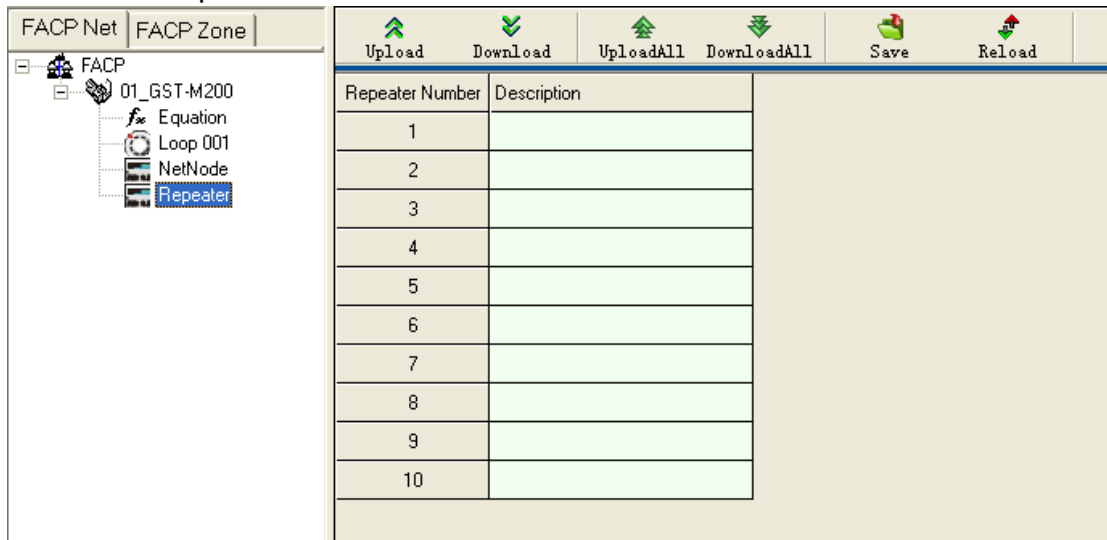 FACP Net FACP Zone
Upload Download UploadAll DownloadAll Save Reload
FACP
01_GST-M200
fx Equation
Loop 001
NetNode
Repeater
Repeater Number Description
1
2
3
4
5
6
7
8
9
10